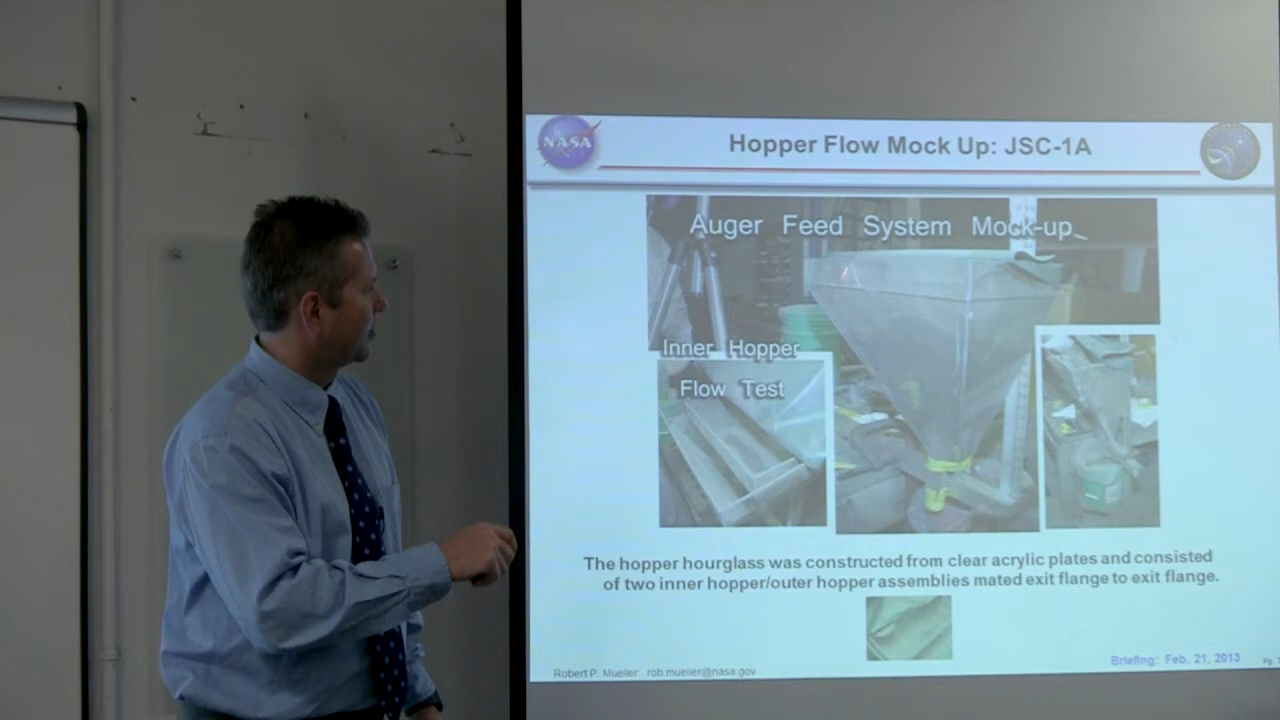 NASA
Hopper Flow Mock Up: JSC-1A
Auger Feed System Mock-up
Inner Hopper
Flow Test
The hopper hourglass was constructed from clear acrylic plates and consisted
of two inner hopper/outer hopper assemblies mated exit flange to exit flange.
Robert P. Mueller rob.mueller@nasa.gov
Briefing: Feb. 21, 2013
Pg.